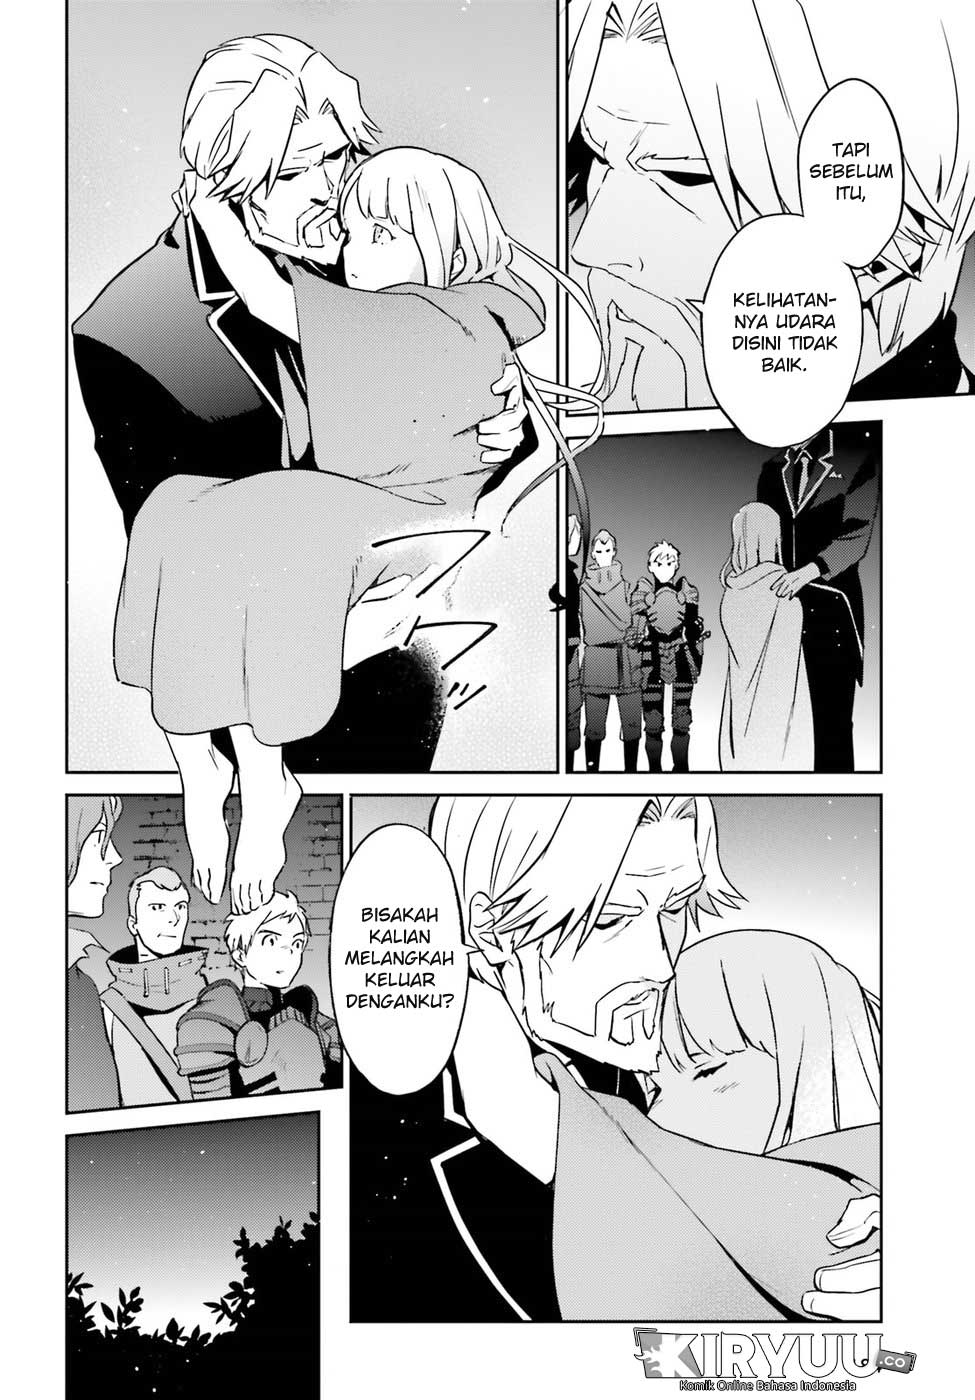 TAPI
SEBELUM
ITU,
KELIHATAN-
NYA UDARA
DISINI TIDAK
BAIK.
BISAKAH
KALIAN
MELANGKAH
KELUAR
DENGANKU?
KIRYUU.CO
Komik Online Bahasa Indonesia